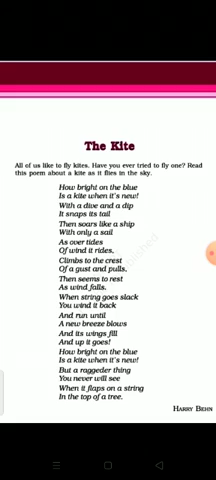 The Kite
All of us like to fly kites. Have you ever tried to fly one? Read
this poem about a kite as it flies in the sky.
How bright on the blue
Is a kite when it's new!
With a dive and a dip
It snaps its tail
Then soars like a ship
With only a sail
As over tides
Of wind it rides,
Climbs to the crest
Of a gust and pulls,
Then seems to rest
As wind falls.
When string goes slack
You wind it back
And run until
A new breeze blows
And its wings fill
And up it goes!
How bright on the blue
Is a kite when it's new!
But a raggeder thing
You never will see
When it flaps on a string
In the top of a tree.
HARRY BEHN